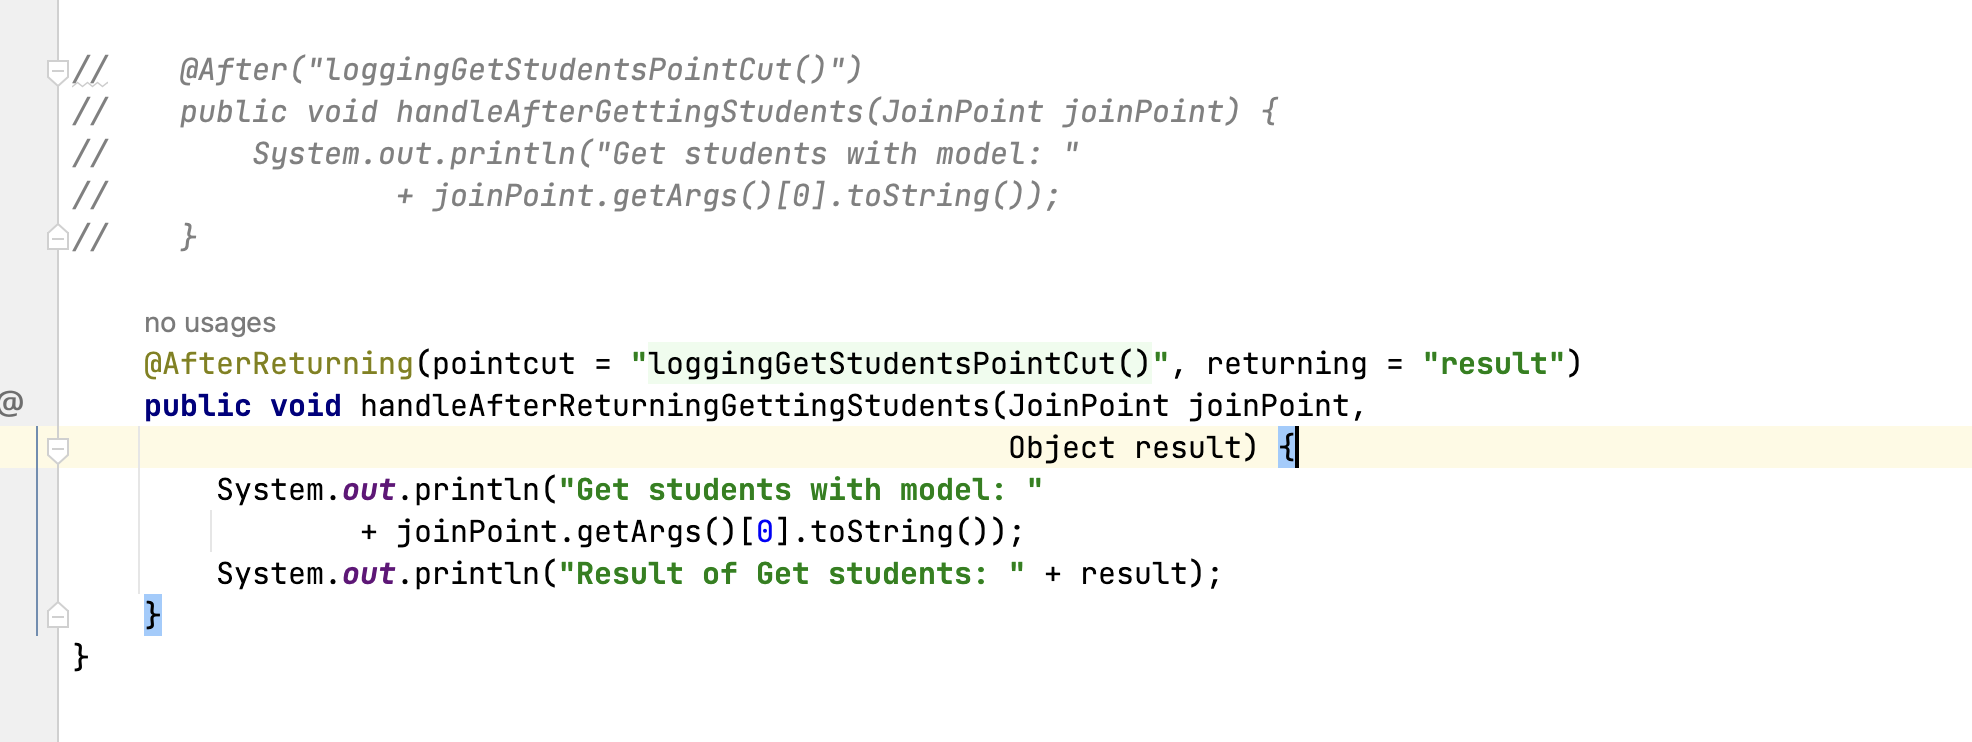 //    @After("loggingGetStudentsPointCut()")
//    public void handleAfterGettingStudents(JoinPoint joinPoint) {
//        System.out.println("Get students with model: "
//                + joinPoint.getArgs()[0].toString());
//    }
no usages
@AfterReturning(pointcut = "loggingGetStudentsPointCut()", returning = "result")
@
public void handleAfterReturningGettingStudents(JoinPoint joinPoint,
Object result) {
System.out.println("Get students with model: "
+ joinPoint.getArgs()[0].toString());
System.out.println("Result of Get students: " + result);
}
}